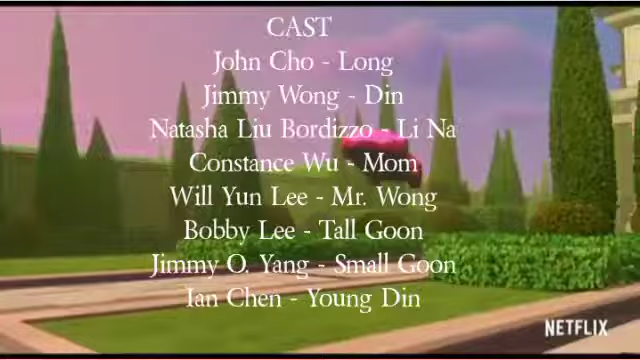 CAST
John Cho - Long
Jimmy Wong - Din
Natasha Liu Bordizzo - Li Na
Constance Wu - Mom
Will Yun Lee - Mr. Wong
Bobby Lee - Tall Goon
Jimmy O. Yang - Small Goon
Ian Chen - Young Din
NETFLIX